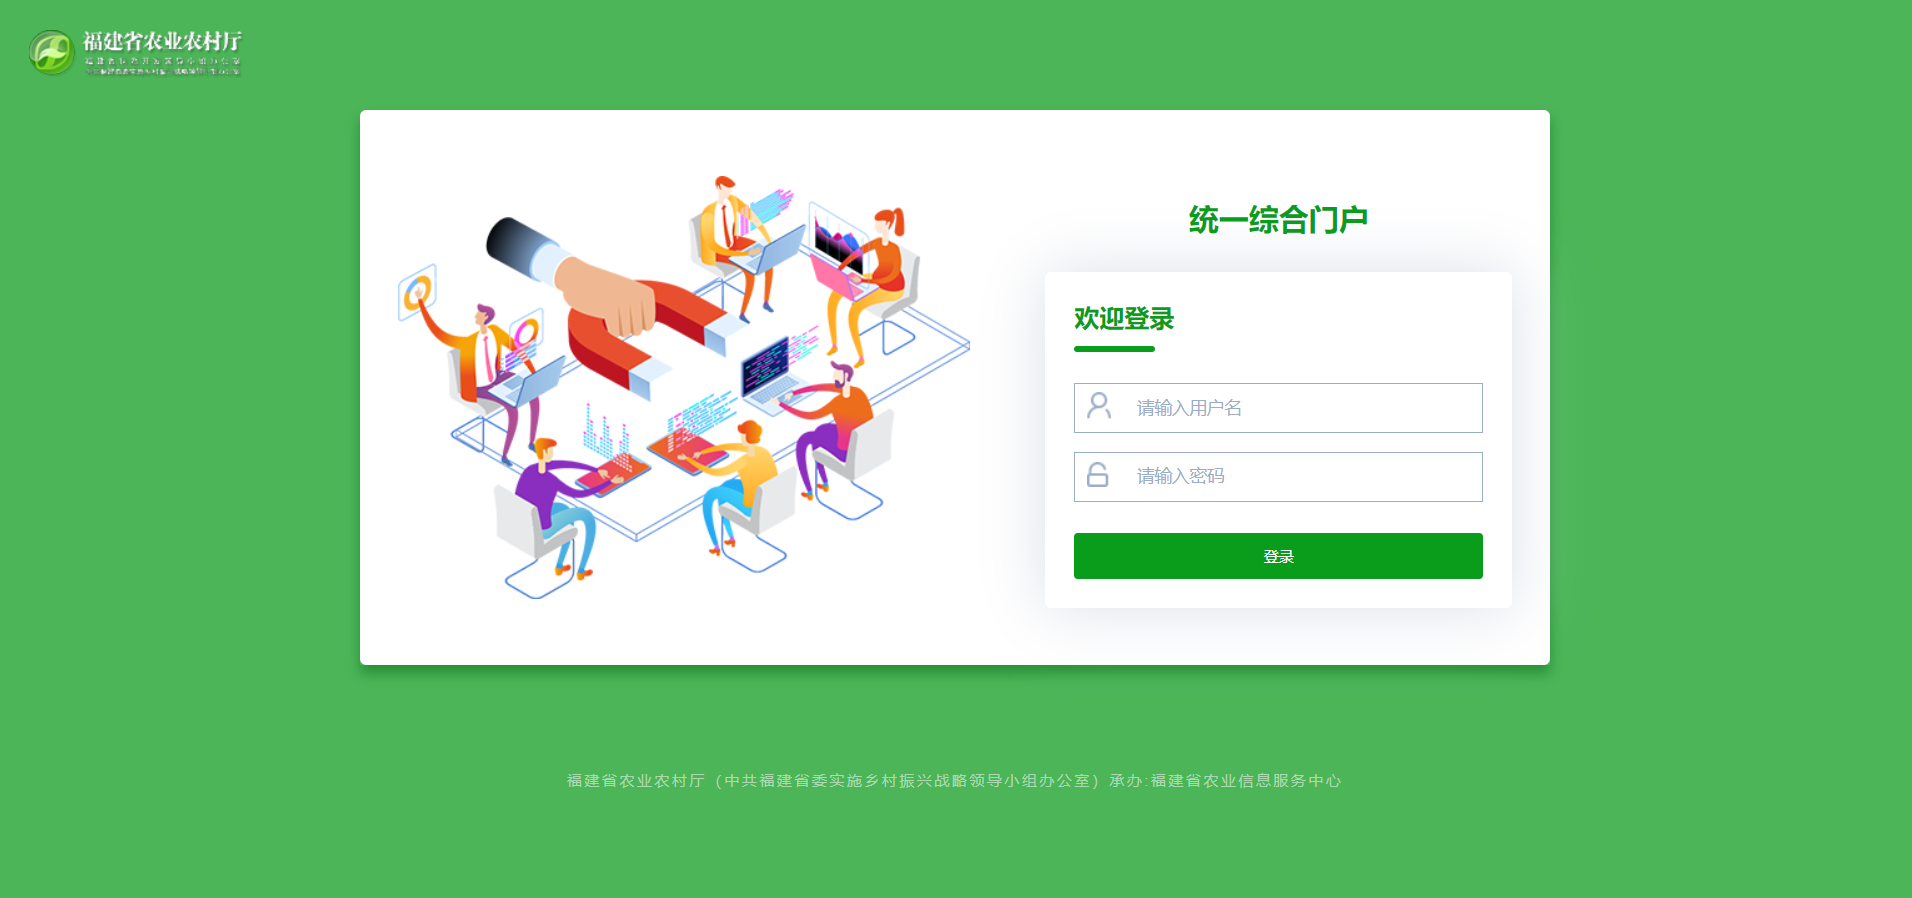 福建省农业农村厅
统一综合门户
欢迎登录
请输入用户名
请输入密码
登录
福建省农业农村厅（中共福建省委实施乡村振兴战略领导小组办公室）承办:福建省农业信息服务中心